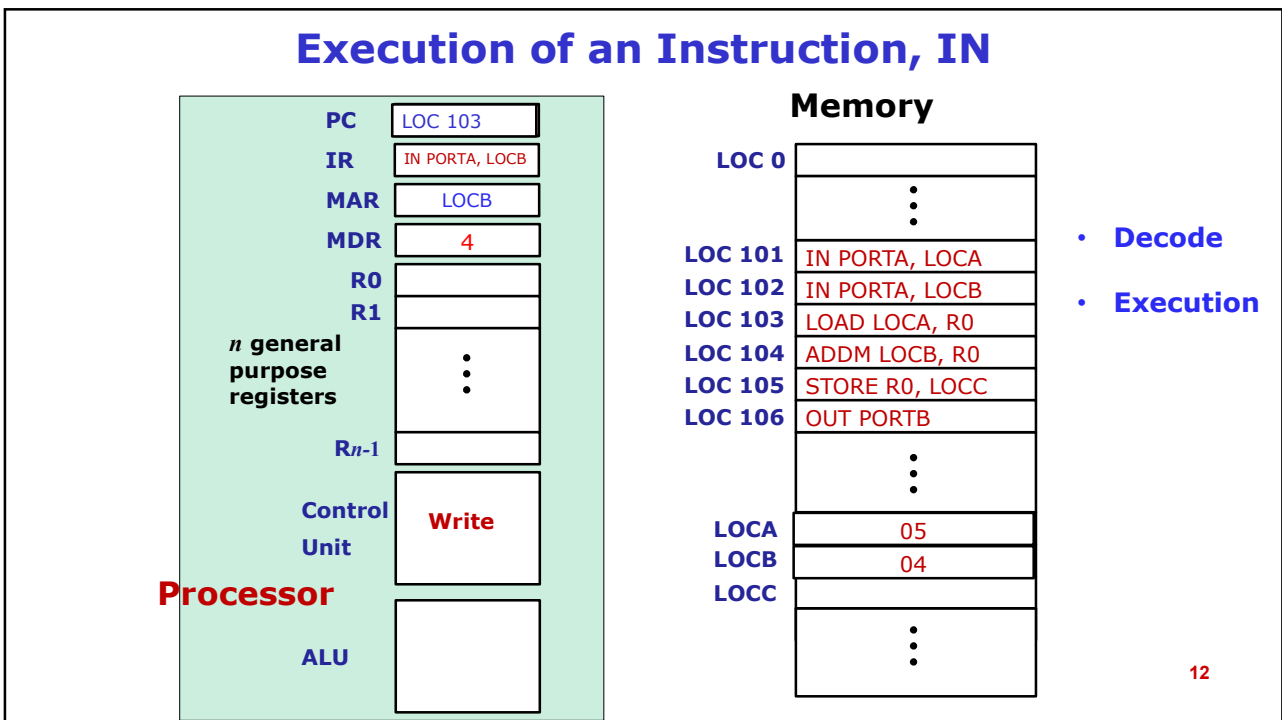 Execution of an Instruction, IN
PC LOC 103
IR IN PORTA, LOCB
MAR LOCB
MDR 4
R0
R1
n general
purpose
registers
Rn-1
Control
Unit
Write
Processor
ALU
Memory
LOC 0
LOC 101 IN PORTA, LOCA
LOC 102 IN PORTA, LOCB
LOC 103 LOAD LOCA, R0
LOC 104 ADDM LOCB, R0
LOC 105 STORE R0, LOCC
LOC 106 OUT PORTB
LOCA 05
LOCB 04
LOCC
• Decode
• Execution
12